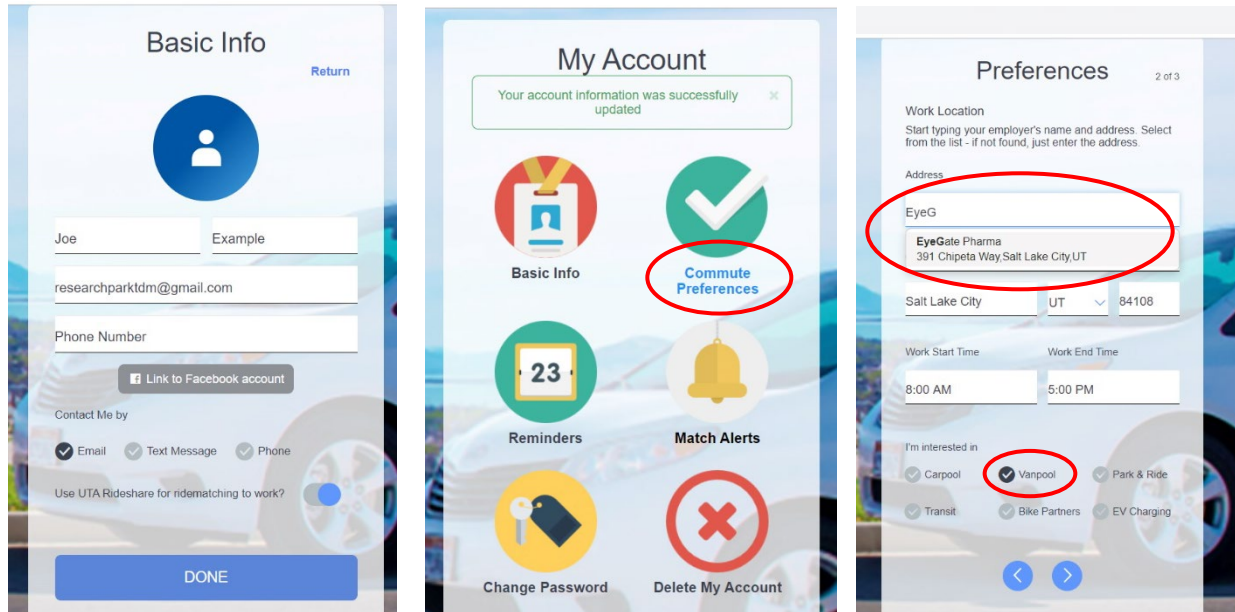 Basic Info
Return
Joe
Example
researchparktdm@gmail.com
Phone Number
Link to Facebook account
Contact Me by
Email
Text Message
Phone
Use UTA Rideshare for ridematching to work?
DONE
My Account
Your account information was successfully
updated
×
Basic Info
Commute
Preferences
23
Reminders
Match Alerts
Change Password
Delete My Account
Preferences
2 of 3
Work Location
Start typing your employer's name and address. Select
from the list - if not found, just enter the address.
Address
EyeG
EyeGate Pharma
391 Chipeta Way,Salt Lake City,UT
Salt Lake City
UT
84108
Work Start Time
Work End Time
8:00 AM
5:00 PM
I'm interested in
Carpool
Vanpool
Park & Ride
Transit
Bike Partners
EV Charging